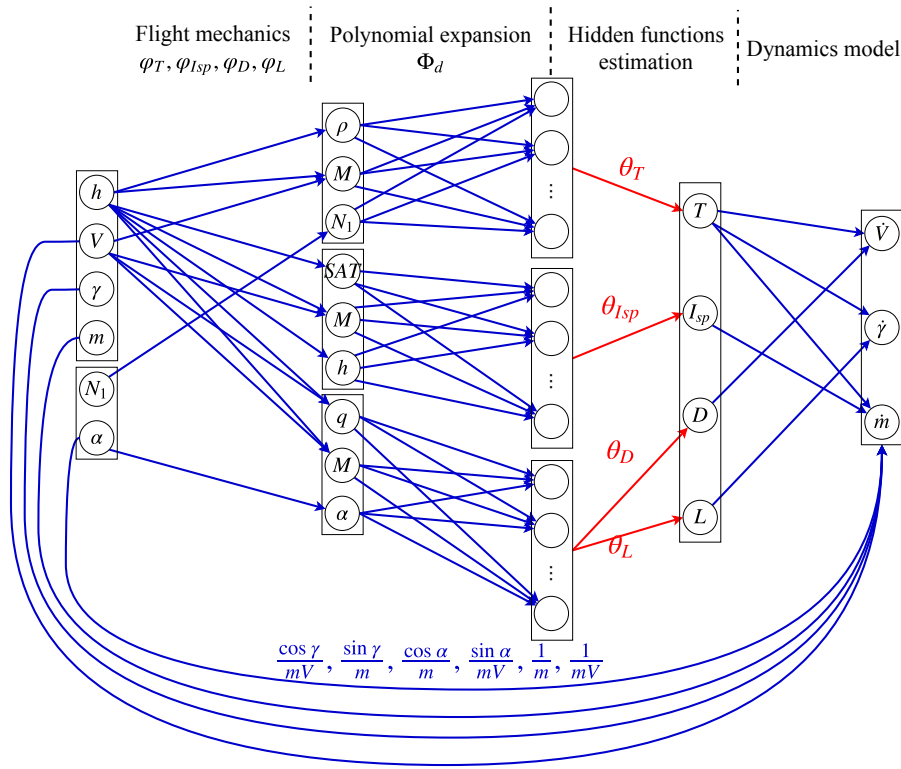 Flight mechanics
φ_T, φ_Isp, φ_D, φ_L
Polynomial expansion
Φ_d
Hidden functions
estimation
Dynamics model
h
V
γ
m
N₁
α
ρ
M
N₁
SAT
M
h
q
M
α
⋮
⋮
⋮
θ_T
θ_Isp
θ_D
θ_L
T
I_sp
D
L
V̇
γ̇
ṁ
cos γ/mV, sin γ/m, cos α/m, sin α/mV, 1/m, 1/mV